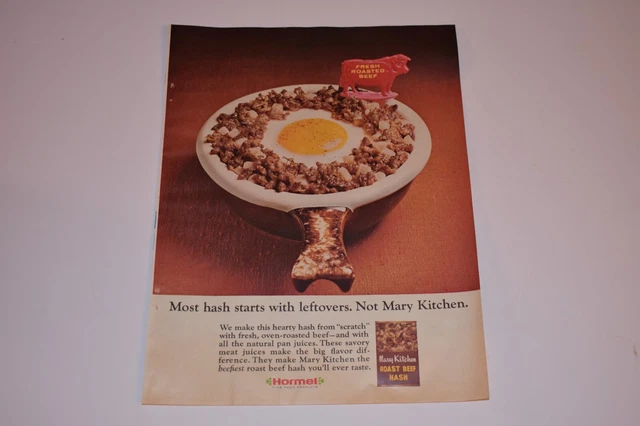 FRESH
ROASTED
BEEF
Most hash starts with leftovers. Not Mary Kitchen.
We make this hearty hash from "scratch"
with fresh, oven-roasted beef—and with
all the natural pan juices. These savory
meat juices make the big flavor dif-
ference. They make Mary Kitchen the
beefiest roast beef hash you'll ever taste.
Hormel
Mary Kitchen
ROAST BEEF
HASH